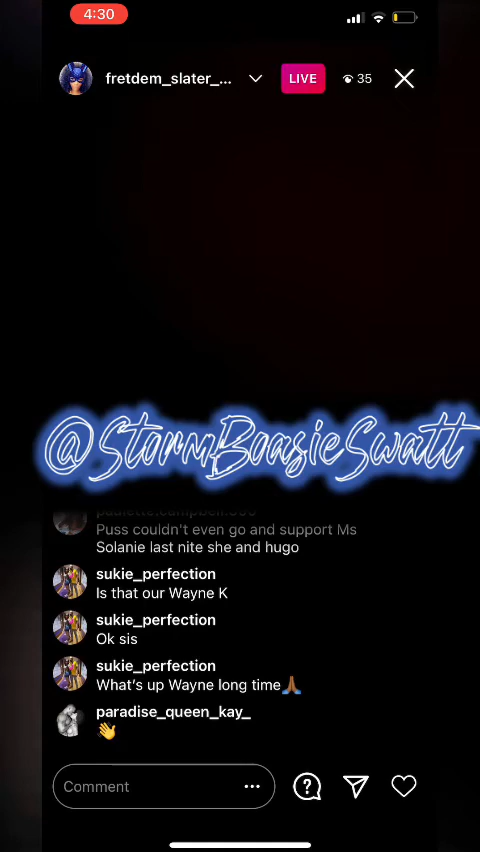 4:30
fretdem_slater_...
LIVE
35
@StormBoasieSwatt
Puss couldn't even go and support Ms
Solanie last nite she and hugo
sukie_perfection
Is that our Wayne K
sukie_perfection
Ok sis
sukie_perfection
What's up Wayne long time🙏🏾
paradise_queen_kay_
👋
Comment